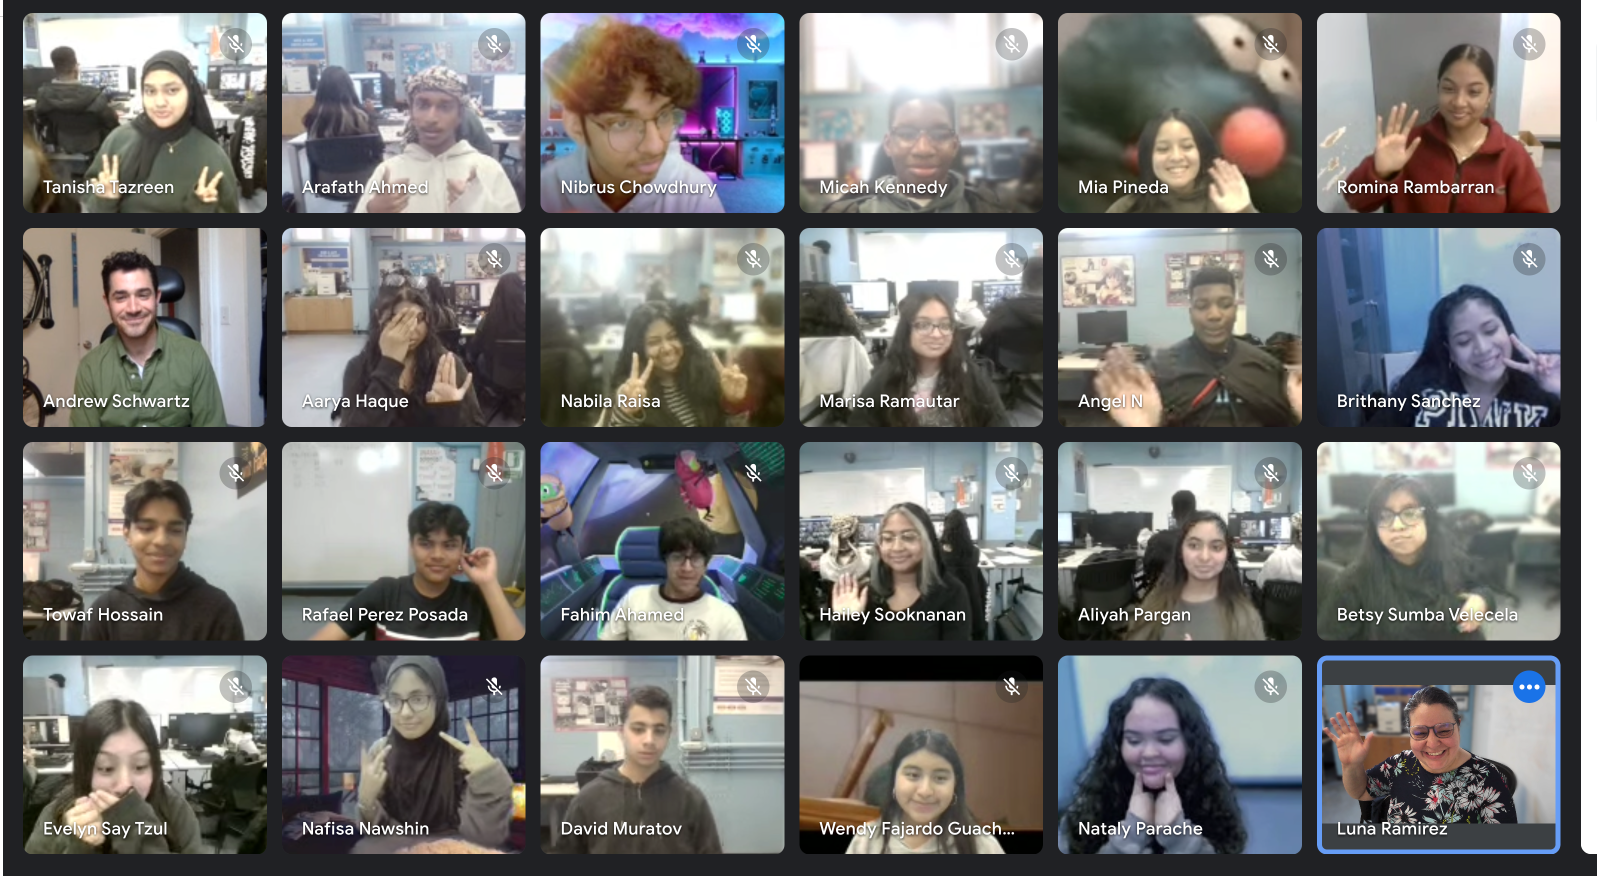 Tanisha Tazreen
Arafath Ahmed
Nibrus Chowdhury
Micah Kennedy
Mia Pineda
Romina Rambarran
Andrew Schwartz
Aarya Haque
Nabila Raisa
Marisa Ramautar
Angel N
Brithany Sanchez
Towaf Hossain
Rafael Perez Posada
Fahim Ahamed
Hailey Sooknanan
Aliyah Pargan
Betsy Sumba Velecela
Evelyn Say Tzul
Nafisa Nawshin
David Muratov
Wendy Fajardo Guach...
Nataly Parache
Luna Ramirez